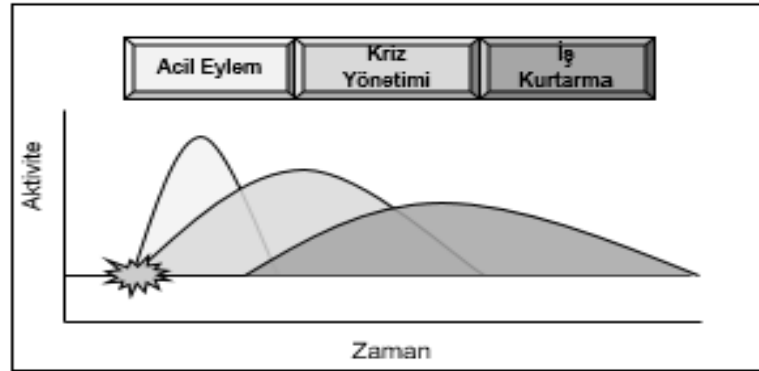 Acil Eylem
Kriz
Yönetimi
İş
Kurtarma
Aktivite
Zaman